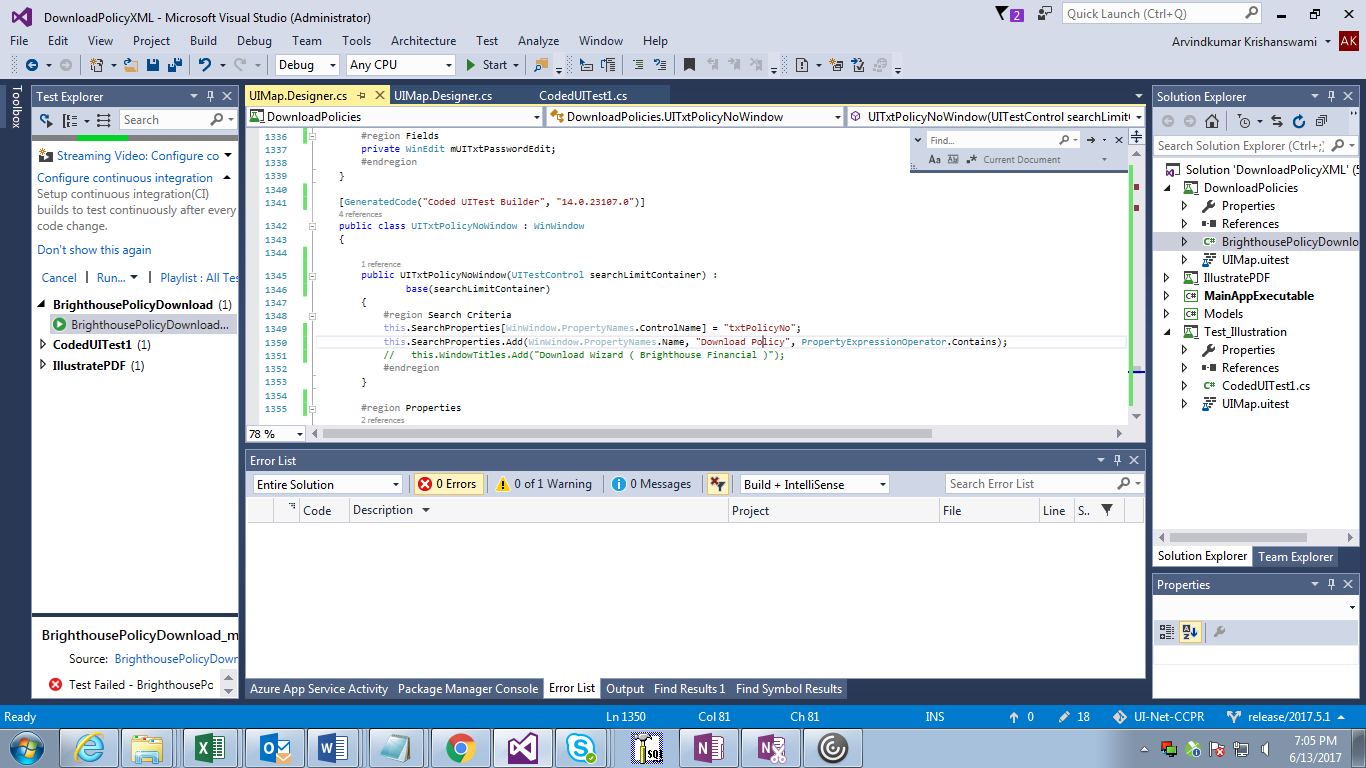 DownloadPolicyXML - Microsoft Visual Studio (Administrator)
2
Quick Launch (Ctrl+Q)
File Edit View Project Build Debug Team Tools Architecture Test Analyze Window Help
Arvindkumar Krishanswami AK
Debug Any CPU Start
Toolbox
Test Explorer
Search
Streaming Video: Configure co
Configure continuous integration
Setup continuous integration(CI)
builds to test continuously after every
code change.
Don't show this again
Cancel Run... Playlist : All Tes
BrighthousePolicyDownload (1)
BrighthousePolicyDownload...
CodedUITest1 (1)
IllustratePDF (1)
BrighthousePolicyDownload_m
Source: BrighthousePolicyDown
Test Failed - BrighthousePo
UIMap.Designer.cs UIMap.Designer.cs CodedUITest1.cs
DownloadPolicies DownloadPolicies.UITxtPolicyNoWindow UITxtPolicyNoWindow(UITestControl searchLimitC
Find...
Aa Current Document
1336 #region Fields
1337 private WinEdit mUITxtPasswordEdit;
1338 #endregion
1339 }
1340
1341 [GeneratedCode("Coded UITest Builder", "14.0.23107.0")]
4 references
1342 public class UITxtPolicyNoWindow : WinWindow
1343 {
1344
1 reference
1345 public UITxtPolicyNoWindow(UITestControl searchLimitContainer) :
1346 base(searchLimitContainer)
1347 {
1348 #region Search Criteria
1349 this.SearchProperties[WinWindow.PropertyNames.ControlName] = "txtPolicyNo";
1350 this.SearchProperties.Add(WinWindow.PropertyNames.Name, "Download Policy", PropertyExpressionOperator.Contains);
1351 // this.WindowTitles.Add("Download Wizard ( Brighthouse Financial )");
1352 #endregion
1353 }
1354
1355 #region Properties
2 references
78 %
Error List
Entire Solution 0 Errors 0 of 1 Warning 0 Messages Build + IntelliSense Search Error List
Code Description Project File Line S..
Azure App Service Activity Package Manager Console Error List Output Find Results 1 Find Symbol Results
Solution Explorer
Search Solution Explorer (Ctrl+;)
Solution 'DownloadPolicyXML' (5
DownloadPolicies
Properties
References
BrighthousePolicyDownlo
UIMap.uitest
IllustratePDF
MainAppExecutable
Models
Test_Illustration
Properties
References
CodedUITest1.cs
UIMap.uitest
Solution Explorer Team Explorer
Properties
Ready Ln 1350 Col 81 Ch 81 INS 0 18 UI-Net-CCPR release/2017.5.1
7:05 PM
6/13/2017